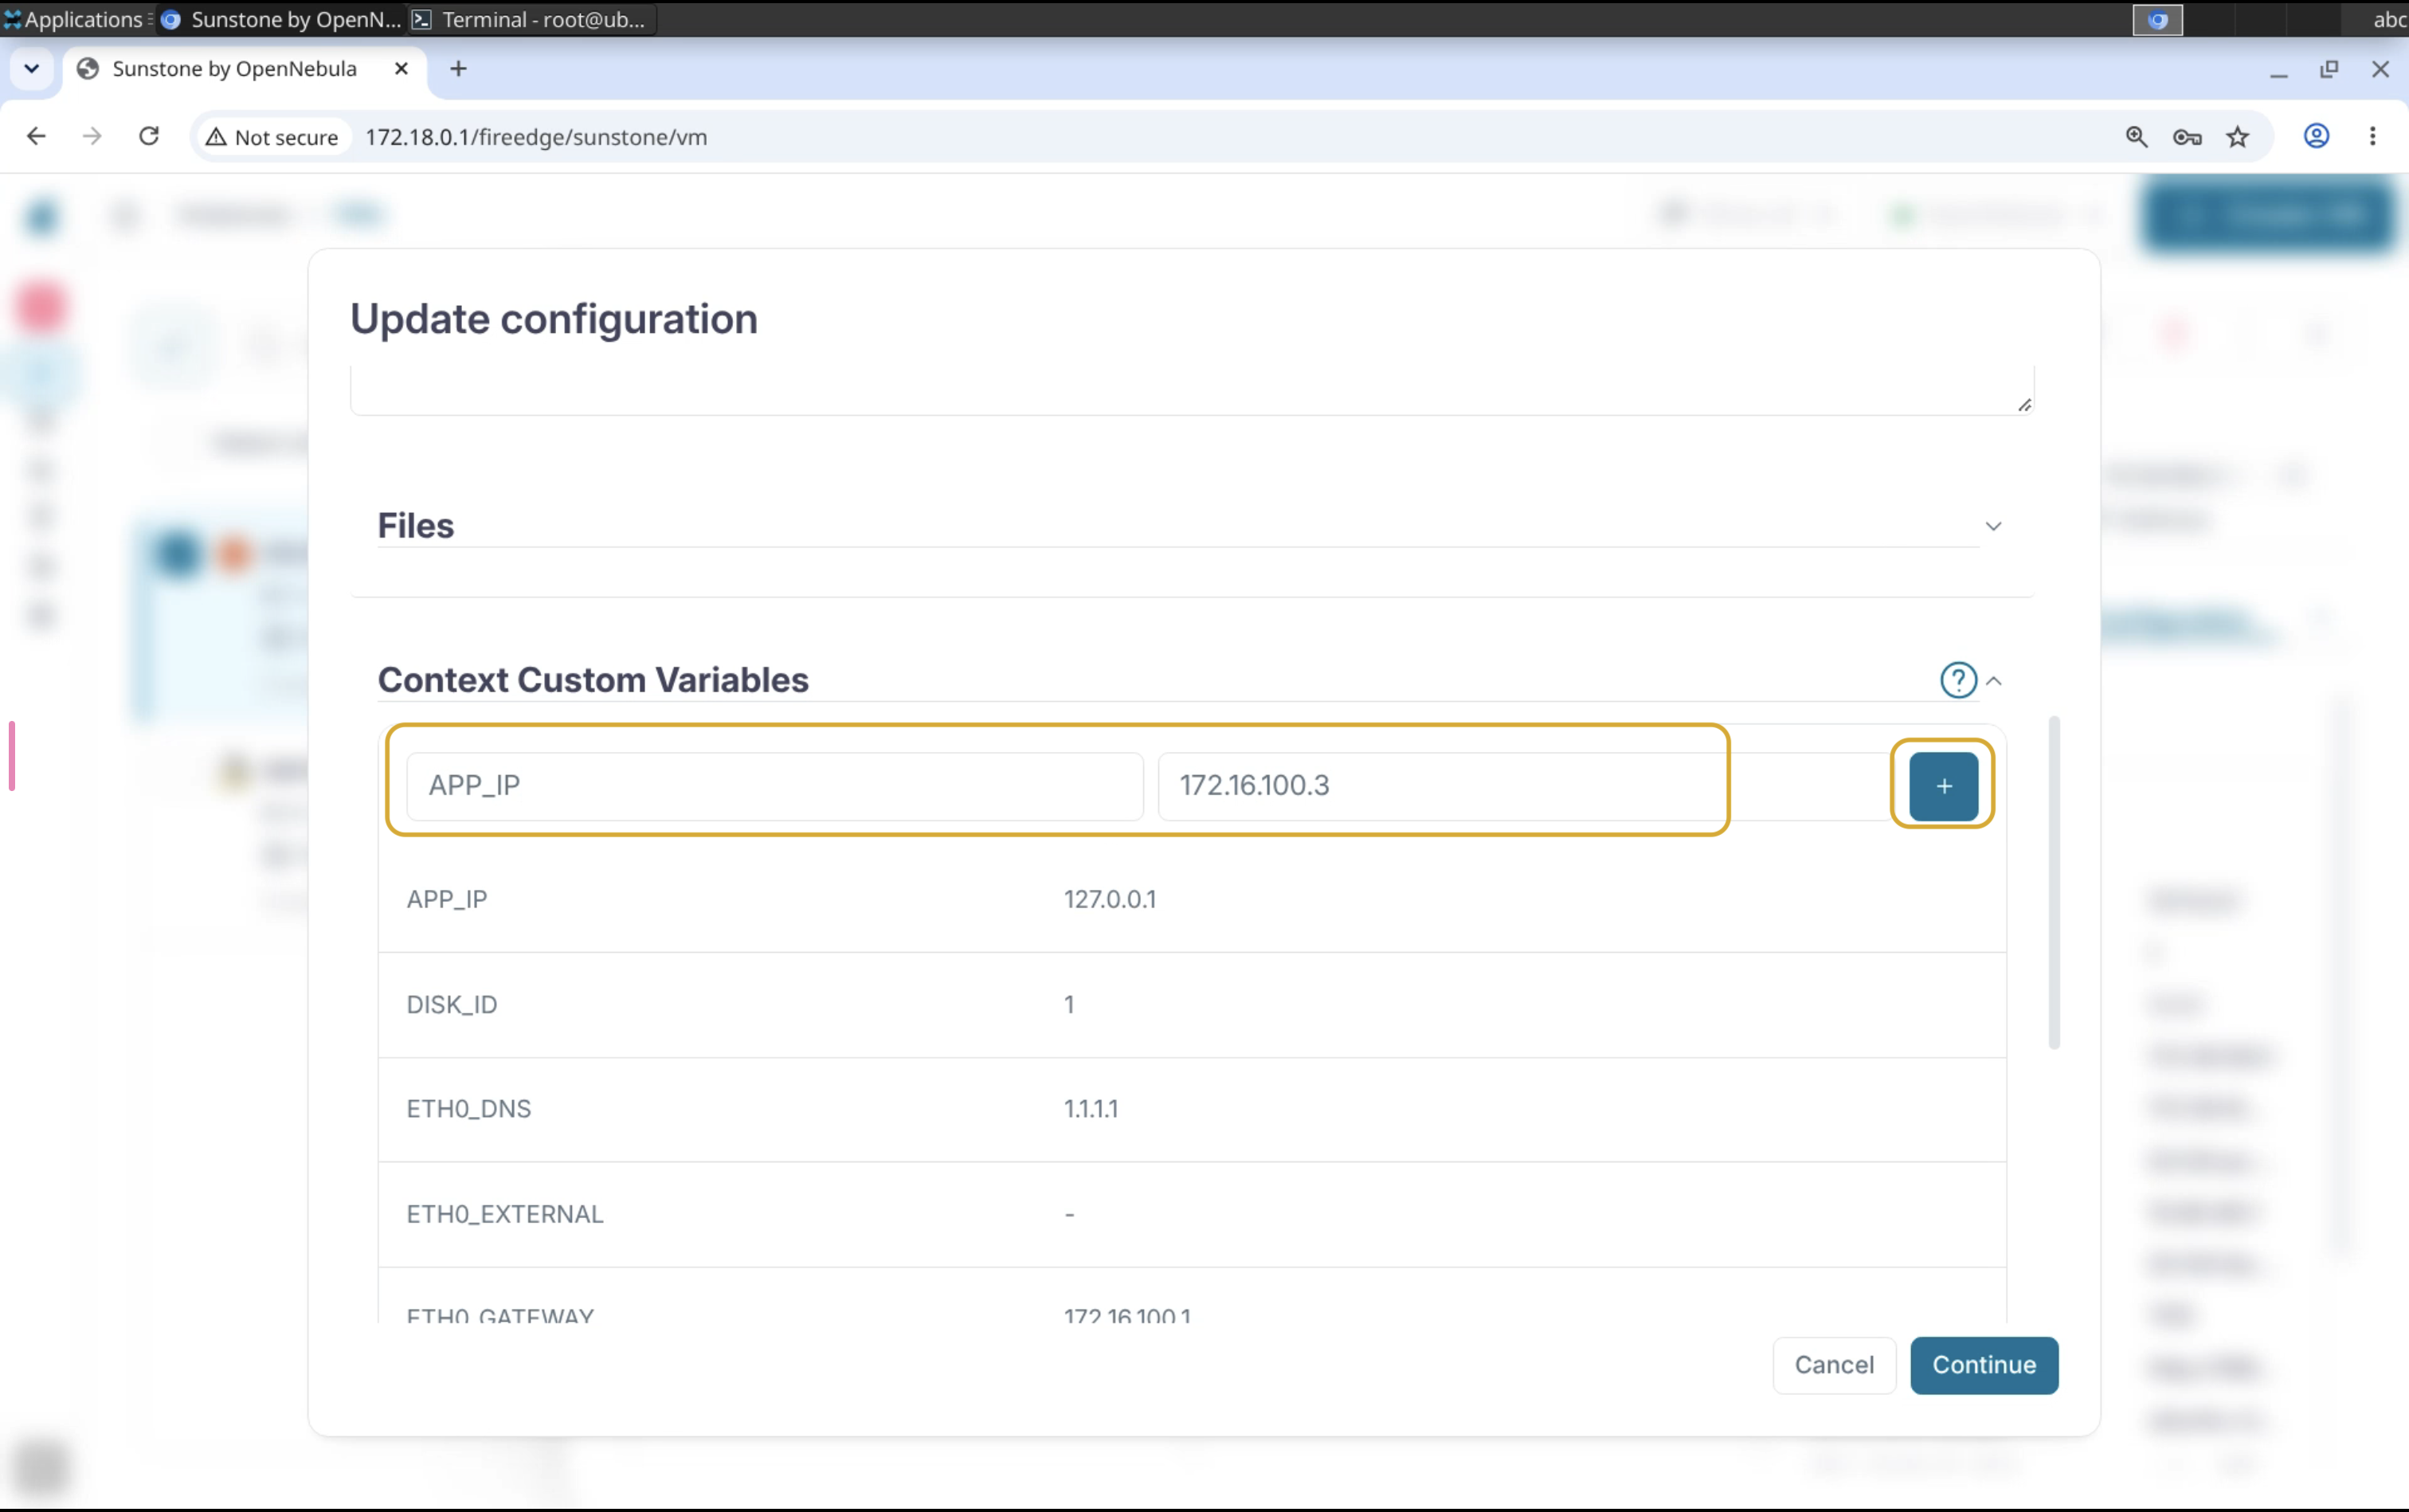 Applications Sunstone by OpenN... Terminal - root@ub... abc
Sunstone by OpenNebula
Not secure 172.18.0.1/fireedge/sunstone/vm
Update configuration
Files
Context Custom Variables
APP_IP 172.16.100.3 +
APP_IP 127.0.0.1
DISK_ID 1
ETH0_DNS 1.1.1.1
ETH0_EXTERNAL -
ETH0_GATEWAY 172.16.100.1
Cancel Continue